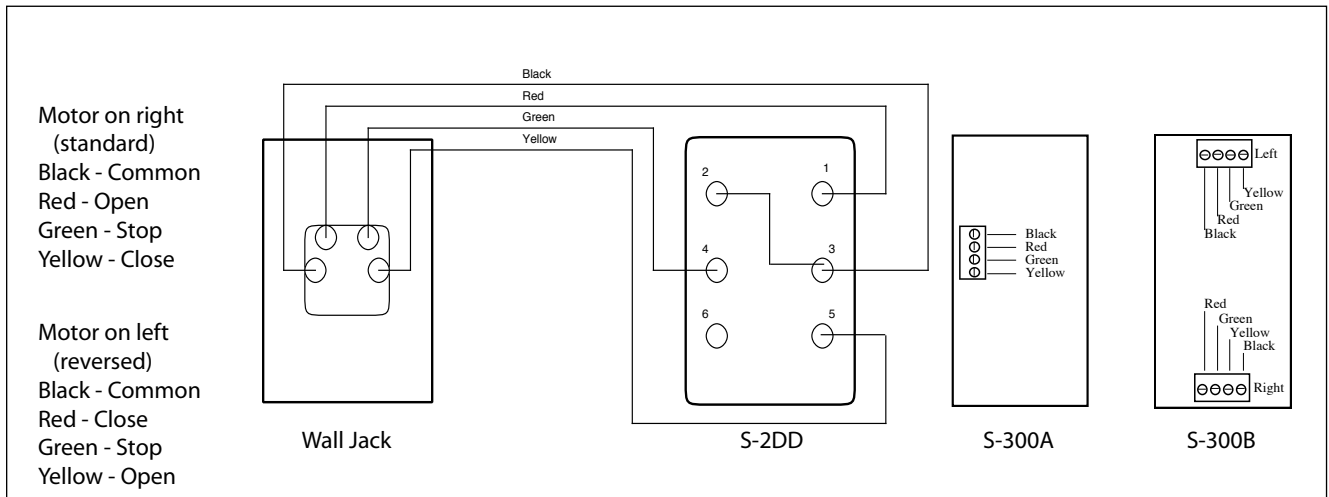 Motor on right
(standard)
Black - Common
Red - Open
Green - Stop
Yellow - Close
Motor on left
(reversed)
Black - Common
Red - Close
Green - Stop
Yellow - Open
Black
Red
Green
Yellow
Wall Jack
2
1
4
3
6
5
S-2DD
Black
Red
Green
Yellow
S-300A
Left
Yellow
Green
Red
Black
Red
Green
Yellow
Black
Right
S-300B